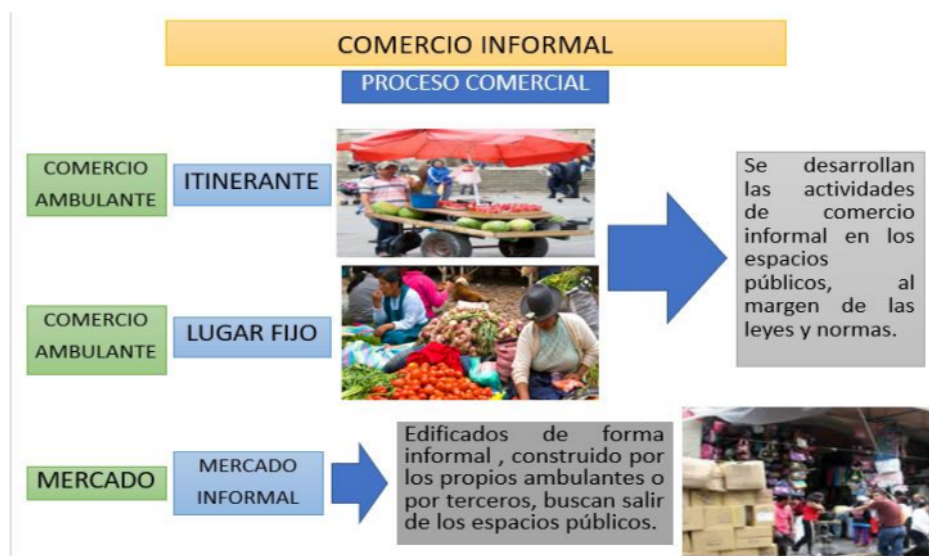 COMERCIO INFORMAL
PROCESO COMERCIAL
COMERCIO
AMBULANTE
ITINERANTE
Se desarrollan
las actividades
de comercio
informal en los
espacios
públicos, al
margen de las
leyes y normas.
COMERCIO
AMBULANTE
LUGAR FIJO
MERCADO
MERCADO
INFORMAL
Edificados de forma
informal , construido por
los propios ambulantes o
por terceros, buscan salir
de los espacios públicos.